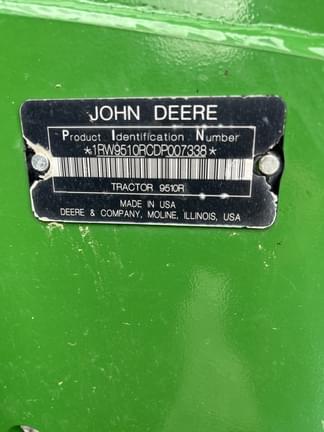 JOHN DEERE
Product Identification Number
*1RW9510RCDP007338*
TRACTOR 9510R
MADE IN USA
DEERE & COMPANY, MOLINE, ILLINOIS, USA